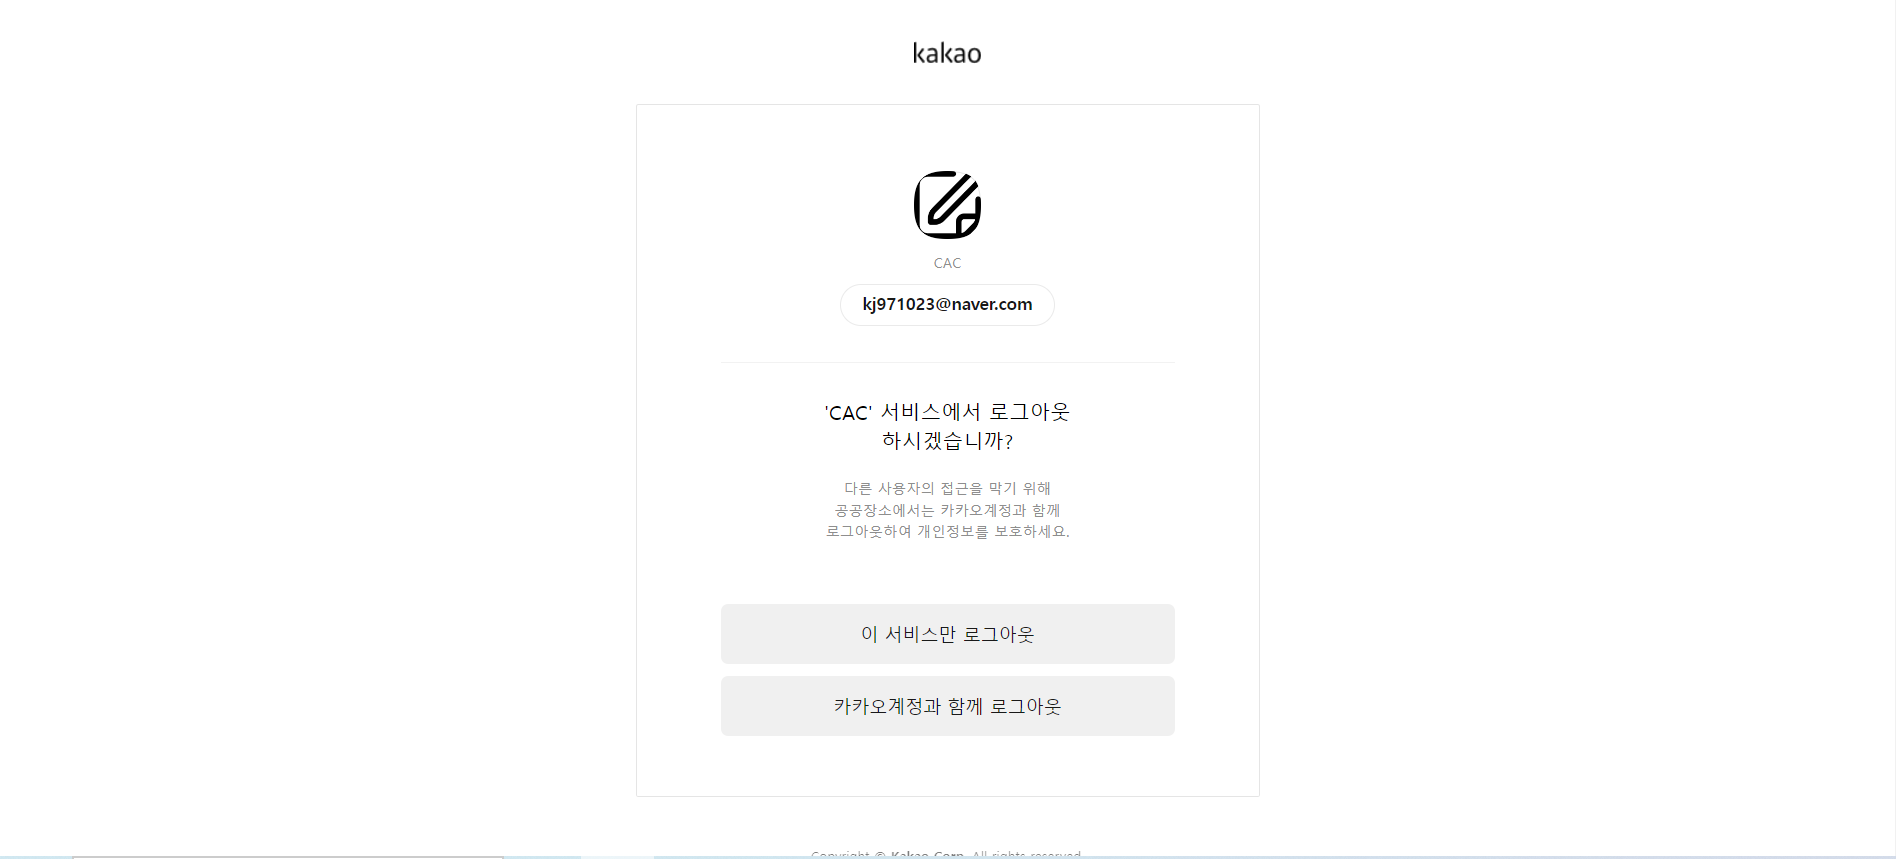 kakao
CAC
kj971023@naver.com
'CAC' 서비스에서 로그아웃
하시겠습니까?
다른 사용자의 접근을 막기 위해
공공장소에서는 카카오계정과 함께
로그아웃하여 개인정보를 보호하세요.
이 서비스만 로그아웃
카카오계정과 함께 로그아웃
Copyright © Kakao Corp. All rights reserved.